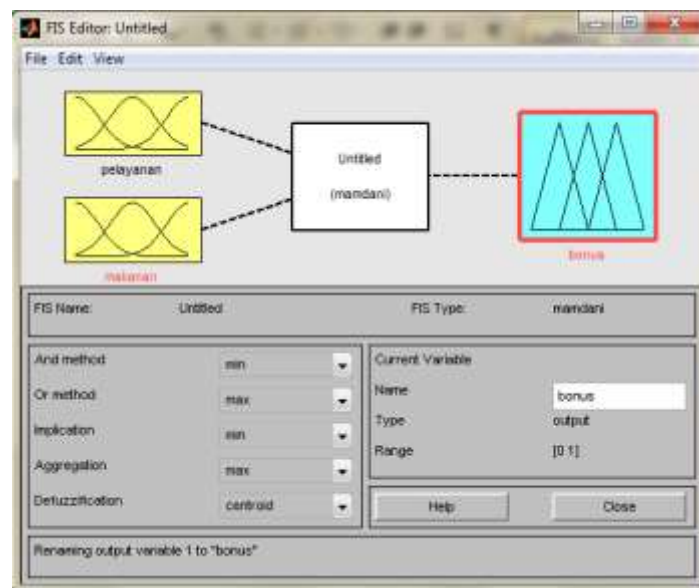 FIS Editor: Untitled
File Edit View
pelayanan
makanan
Untitled
(mamdani)
bonus
FIS Name: Untitled FIS Type: mamdani
And method min
Or method max
Implication min
Aggregation max
Defuzzification centroid
Current Variable
Name bonus
Type output
Range [0 1]
Help Close
Renaming output variable 1 to "bonus"